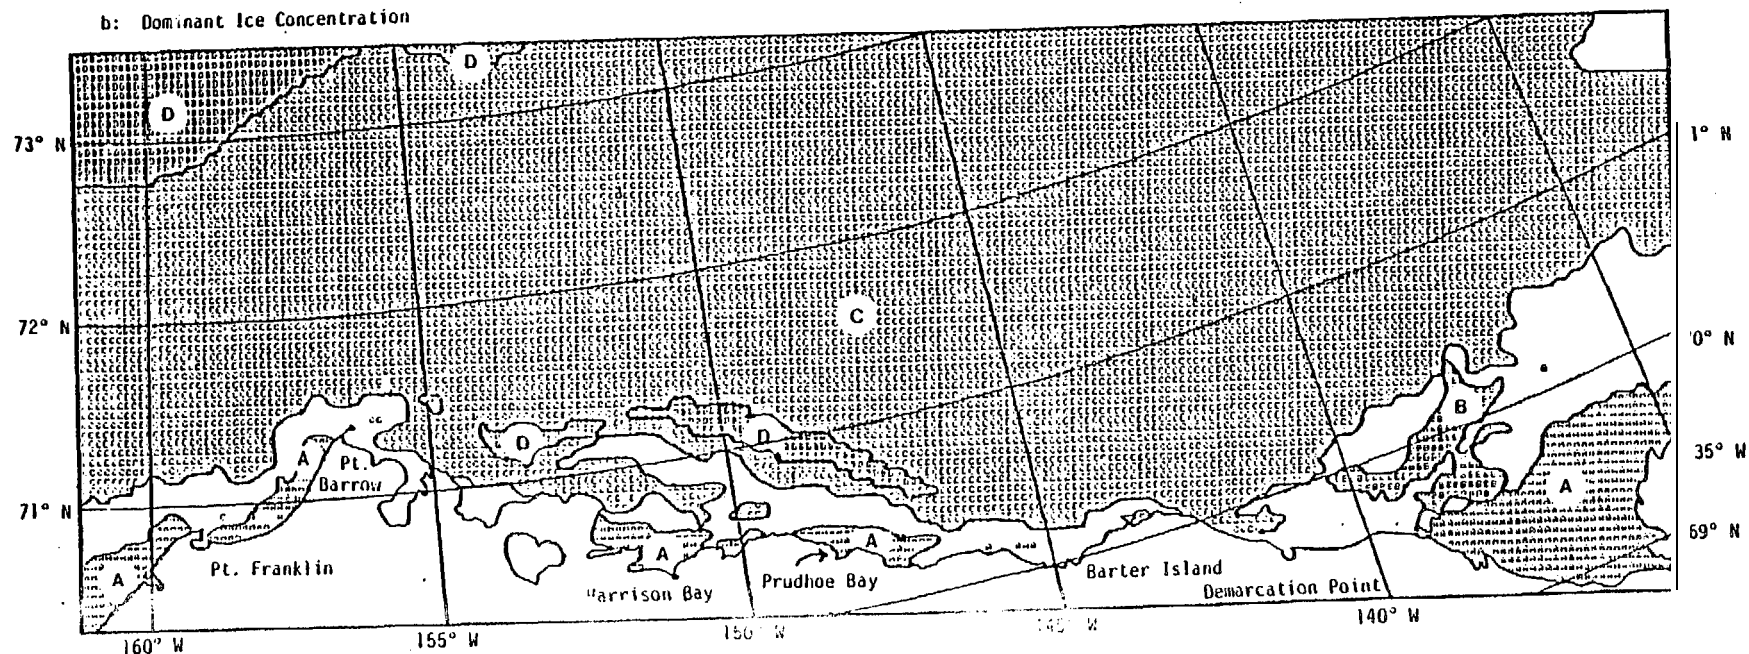 b: Dominant Ice Concentration
D
D
73° N
1° N
C
72° N
0° N
B
D
D
A
Pt.
Barrow
35° W
A
71° N
69° N
A
A
A
Pt. Franklin
Harrison Bay
Prudhoe Bay
Barter Island
Demarcation Point
160° W
155° W
150° W
145° W
140° W